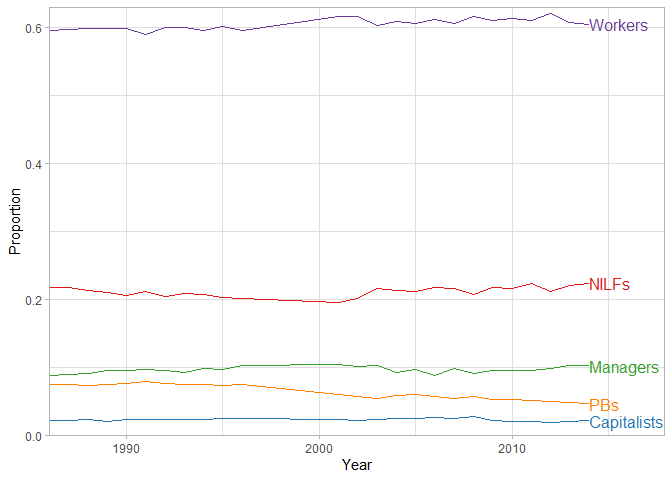 0.6
0.4
0.2
0.0
Proportion
Workers
NILFs
Managers
PBs
Capitalists
1990 2000 2010
Year